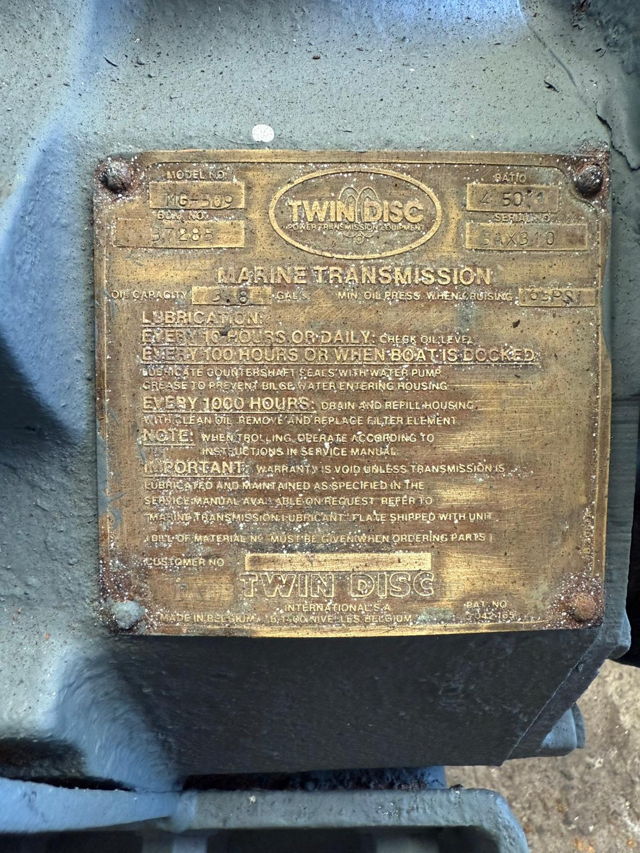 MODEL NO
MG-509
RATIO
4.50:1
BOM. NO.
TWIN DISC
POWER TRANSMISSION EQUIPMENT
SERIAL NO.
MARINE TRANSMISSION
OIL CAPACITY GALS MIN. OIL PRESS. WHEN CRUISING
LUBRICATION:
EVERY 10 HOURS OR DAILY: CHECK OIL LEVEL
EVERY 100 HOURS OR WHEN BOAT IS DOCKED:
LUBRICATE COUNTERSHAFT SEALS WITH WATER PUMP
GREASE TO PREVENT BILGE WATER ENTERING HOUSING.
EVERY 1000 HOURS: DRAIN AND REFILL HOUSING
WITH CLEAN OIL. REMOVE AND REPLACE FILTER ELEMENT.
NOTE: WHEN TROLLING, OPERATE ACCORDING TO
INSTRUCTIONS IN SERVICE MANUAL.
IMPORTANT: WARRANTY IS VOID UNLESS TRANSMISSION IS
LUBRICATED AND MAINTAINED AS SPECIFIED IN THE
SERVICE MANUAL AVAILABLE ON REQUEST. REFER TO
"MARINE TRANSMISSION LUBRICANT" PLATE SHIPPED WITH UNIT.
(BILL OF MATERIAL Nº MUST BE GIVEN WHEN ORDERING PARTS)
CUSTOMER NO
TWIN DISC
INTERNATIONAL S.A.
PAT. NO.
MADE IN BELGIUM NIVELLES BELGIUM